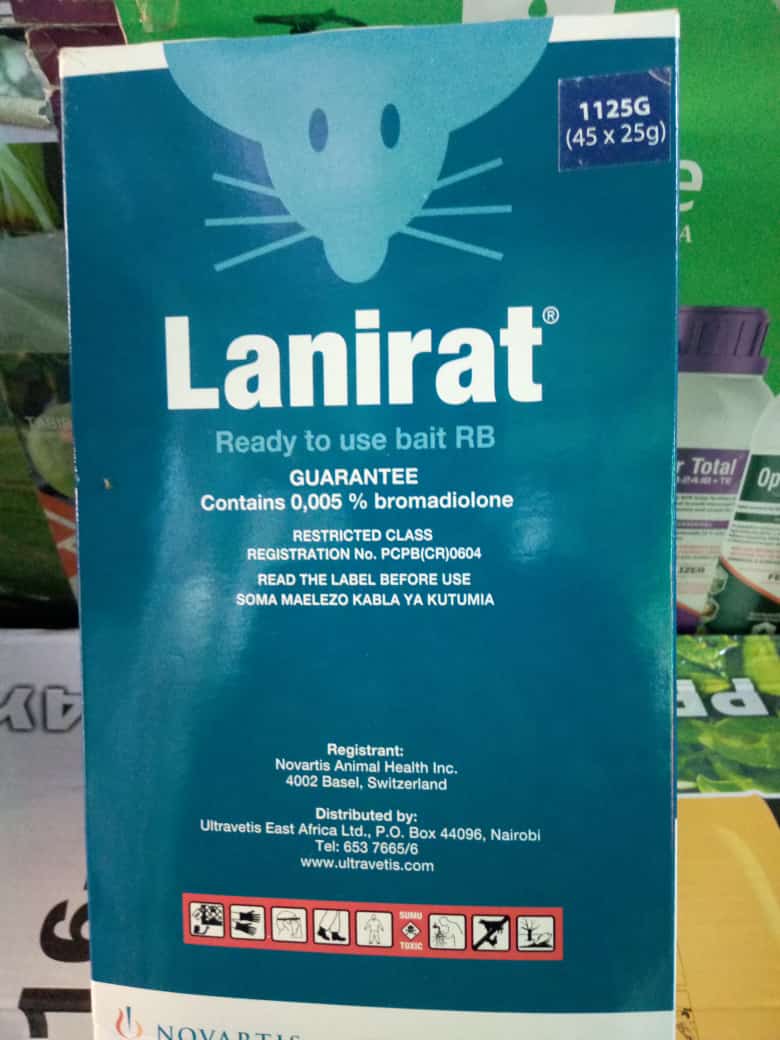 1125G
(45 x 25g)
Lanirat®
Ready to use bait RB
GUARANTEE
Contains 0,005 % bromadiolone
RESTRICTED CLASS
REGISTRATION No. PCPB(CR)0604
READ THE LABEL BEFORE USE
SOMA MAELEZO KABLA YA KUTUMIA
Registrant:
Novartis Animal Health Inc.
4002 Basel, Switzerland
Distributed by:
Ultravetis East Africa Ltd., P.O. Box 44096, Nairobi
Tel: 653 7665/6
www.ultravetis.com
SUMU
TOXIC
NOVARTIS
Total